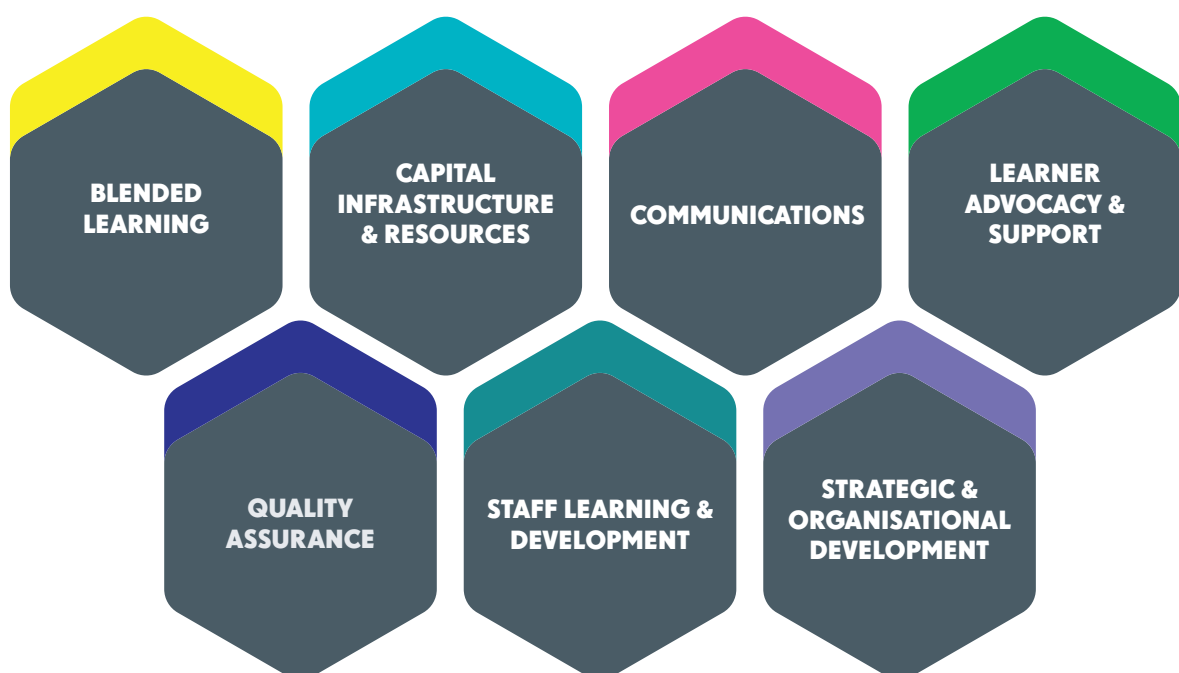 BLENDED
LEARNING
CAPITAL
INFRASTRUCTURE
& RESOURCES
COMMUNICATIONS
LEARNER
ADVOCACY &
SUPPORT
QUALITY
ASSURANCE
STAFF LEARNING &
DEVELOPMENT
STRATEGIC &
ORGANISATIONAL
DEVELOPMENT